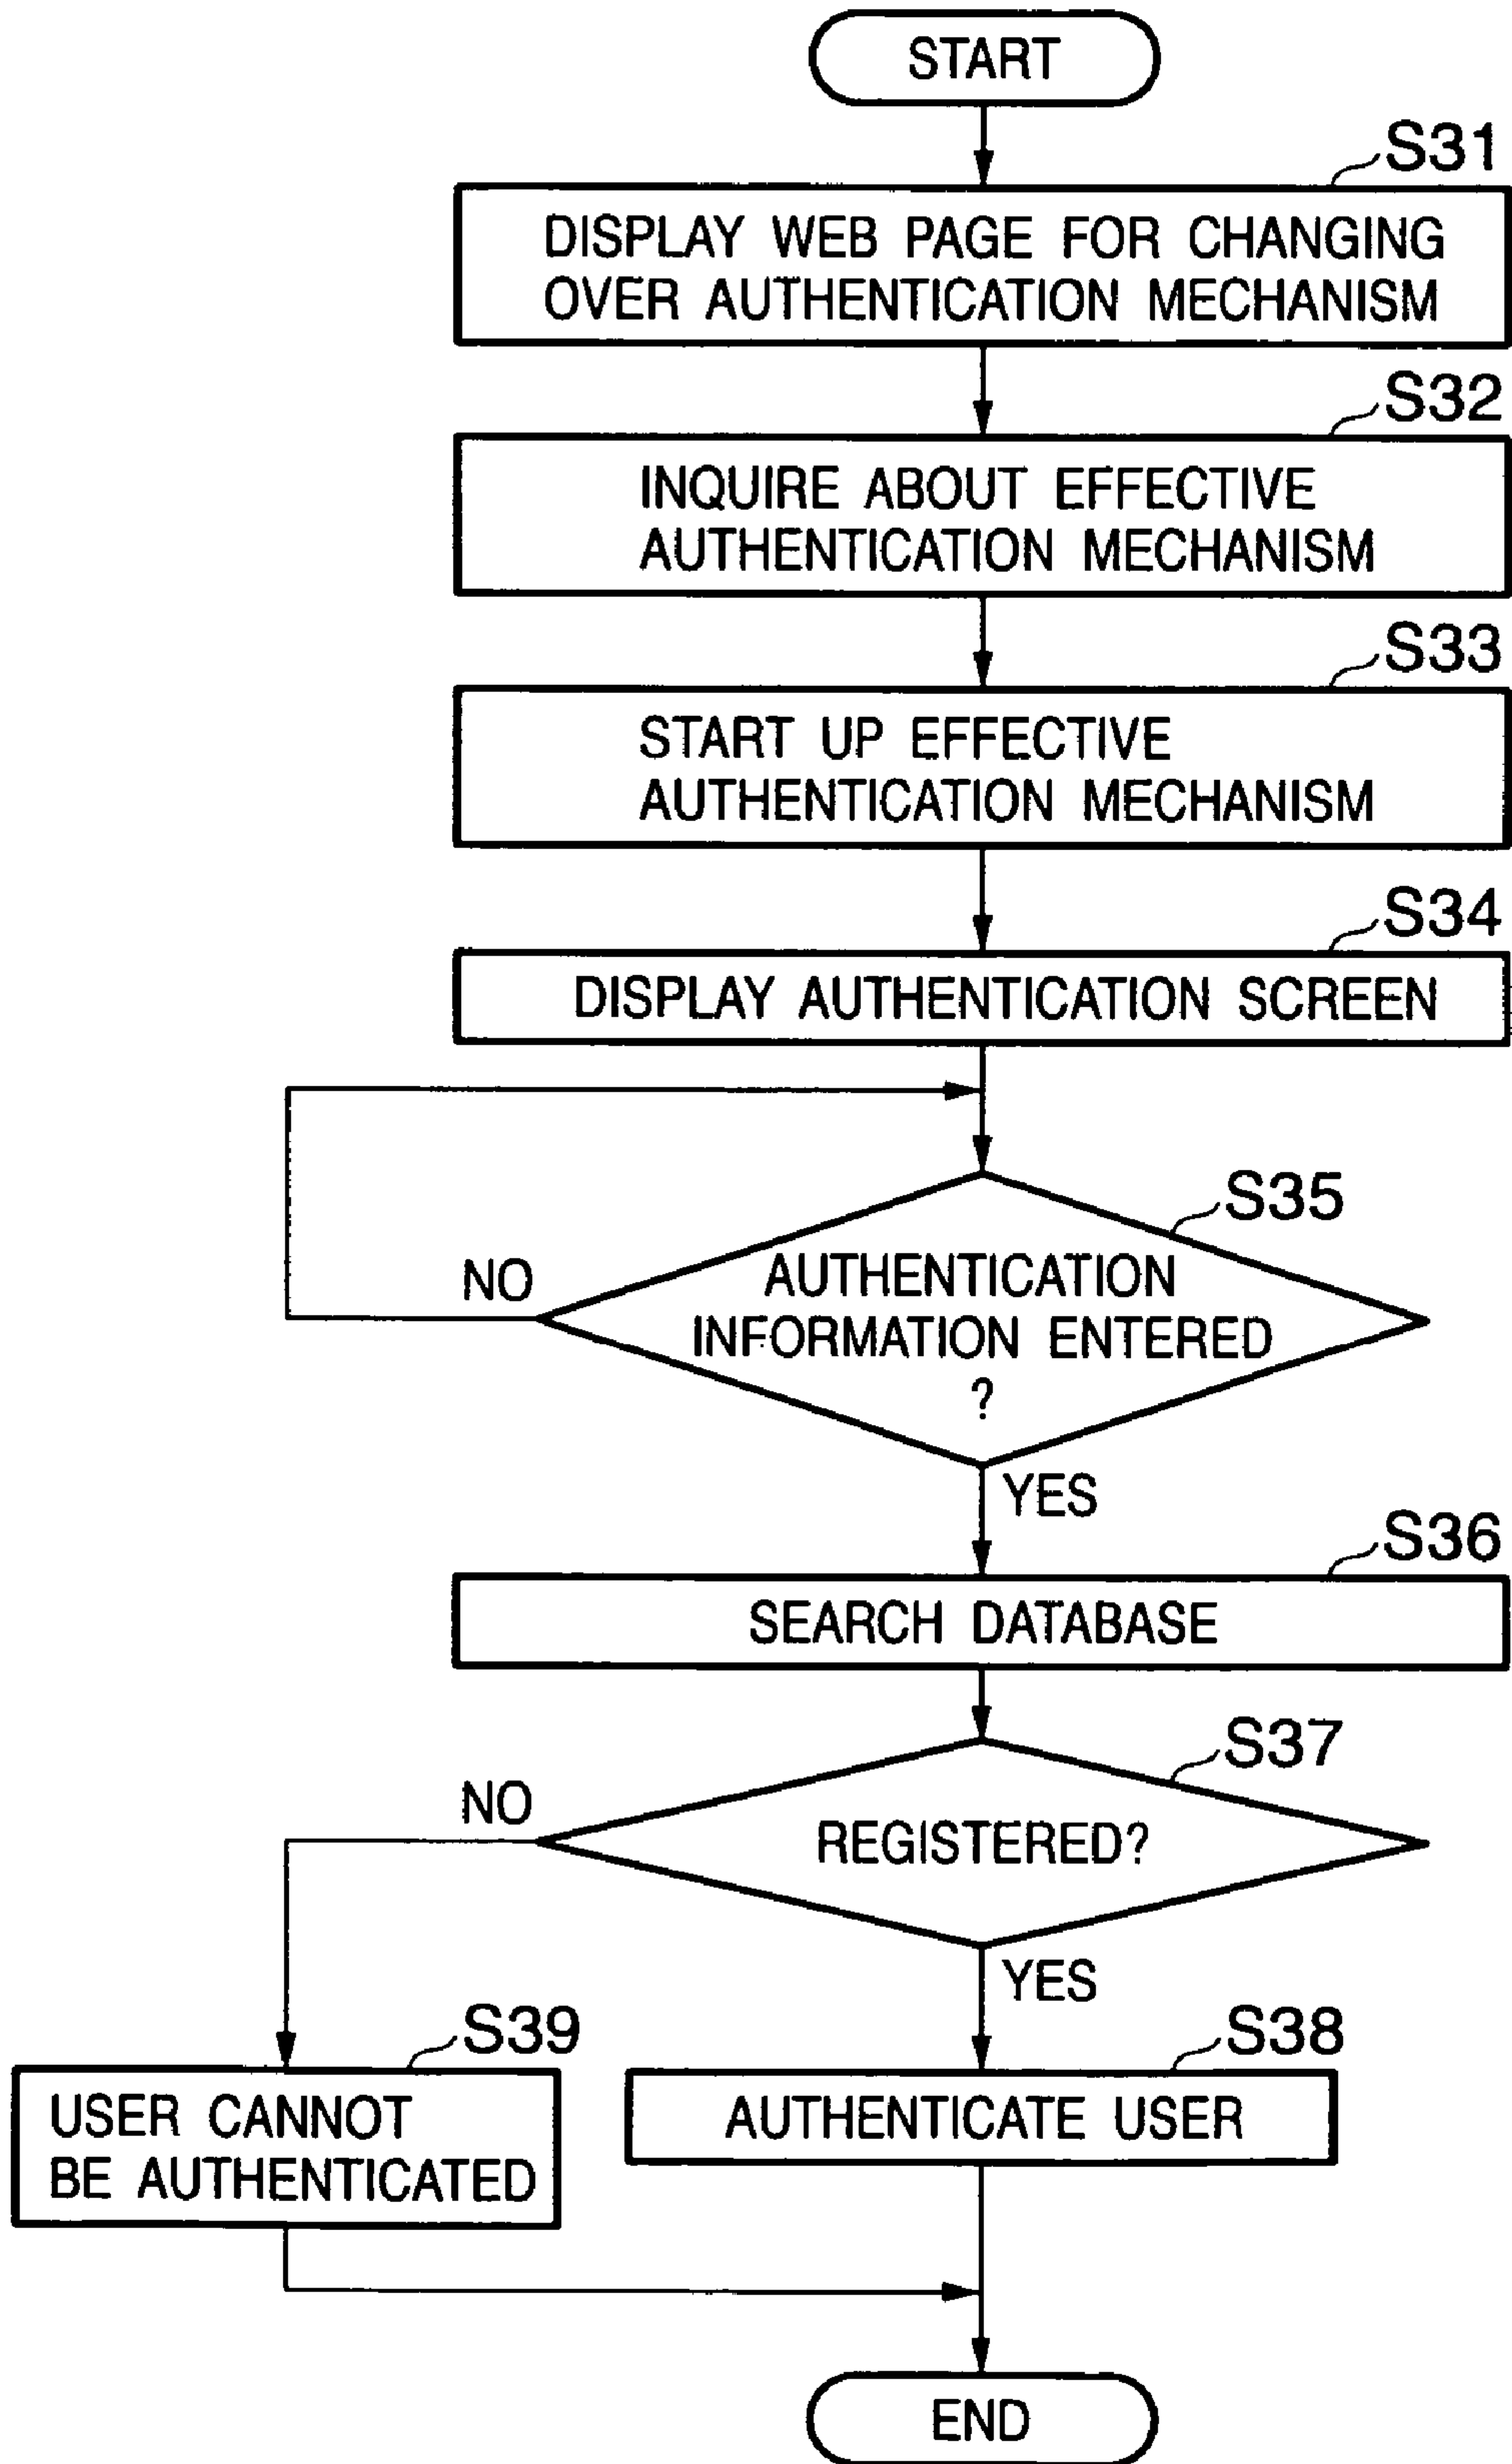 START
S31
DISPLAY WEB PAGE FOR CHANGING
OVER AUTHENTICATION MECHANISM
S32
INQUIRE ABOUT EFFECTIVE
AUTHENTICATION MECHANISM
S33
START UP EFFECTIVE
AUTHENTICATION MECHANISM
S34
DISPLAY AUTHENTICATION SCREEN
S35
NO
AUTHENTICATION
INFORMATION ENTERED
?
YES
S36
SEARCH DATABASE
S37
NO
REGISTERED?
YES
S39
USER CANNOT
BE AUTHENTICATED
S38
AUTHENTICATE USER
END